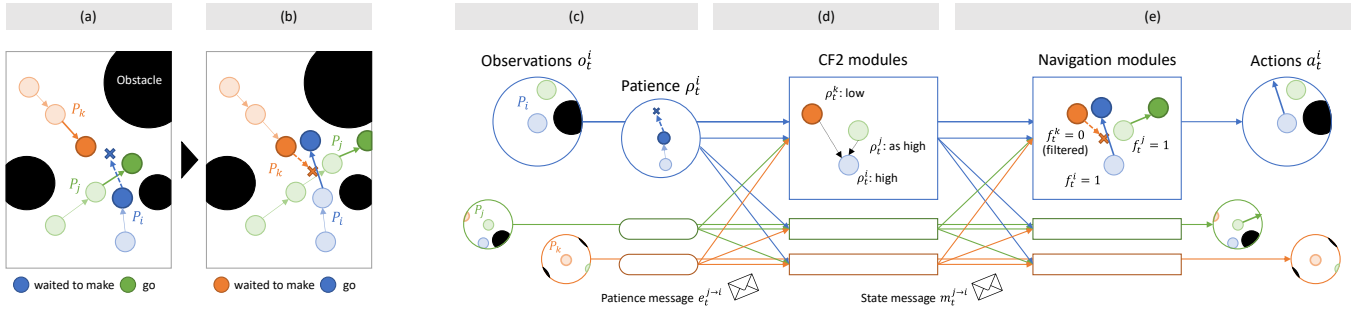 (a)
(b)
(c)
(d)
(e)
Obstacle
P_k
P_j
P_i
P_j
P_k
P_i
waited to make
go
waited to make
go
Observations o_t^i
P_i
Patience ρ_t^i
CF2 modules
ρ_t^k: low
ρ_t^j: as high
ρ_t^i: high
Navigation modules
f_t^k = 0
(filtered)
f_t^j = 1
f_t^i = 1
Actions a_t^i
P_j
P_k
Patience message e_t^{j→i}
State message m_t^{j→i}